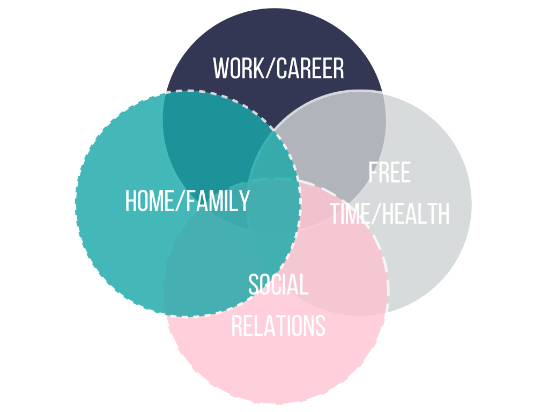 WORK/CAREER
FREE
TIME/HEALTH
HOME/FAMILY
SOCIAL
RELATIONS